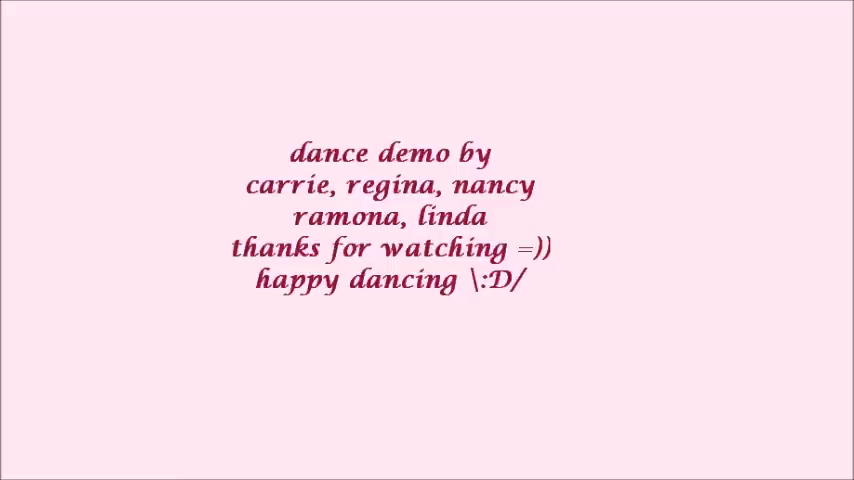 dance demo by
carrie, regina, nancy
ramona, linda
thanks for watching =))
happy dancing \:D/